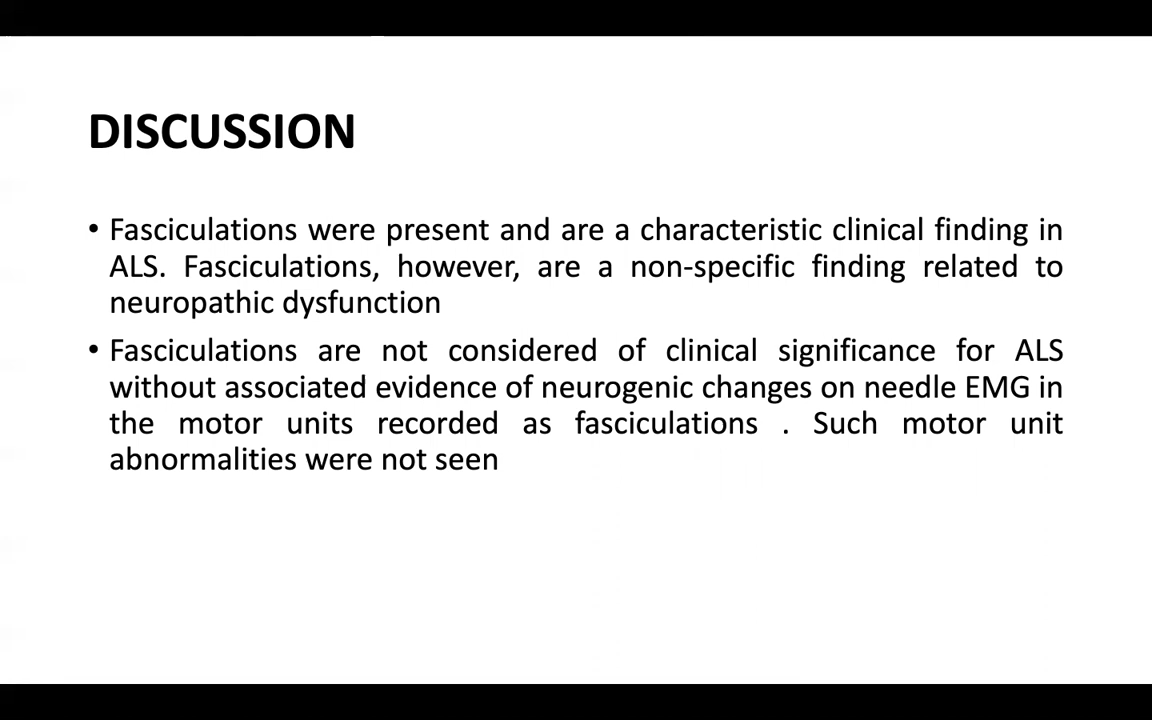 DISCUSSION
• Fasciculations were present and are a characteristic clinical finding in
ALS. Fasciculations, however, are a non-specific finding related to
neuropathic dysfunction
• Fasciculations are not considered of clinical significance for ALS
without associated evidence of neurogenic changes on needle EMG in
the motor units recorded as fasciculations . Such motor unit
abnormalities were not seen